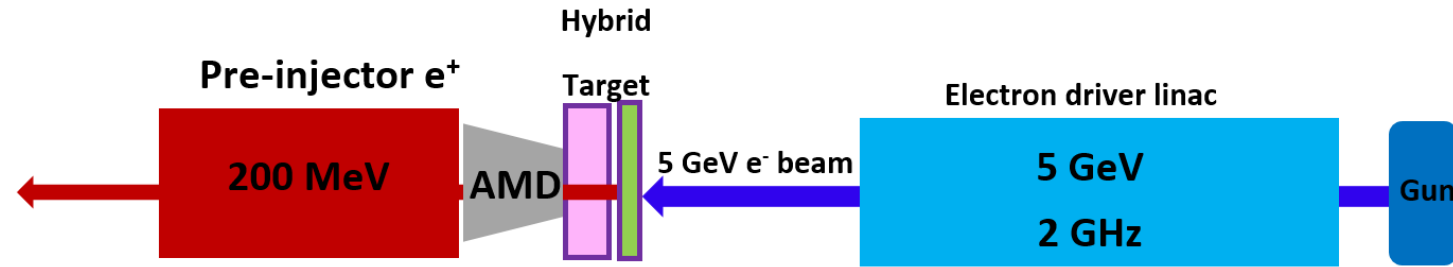 Hybrid
Target
Pre-injector e⁺
200 MeV
AMD
5 GeV e⁻ beam
Electron driver linac
5 GeV
2 GHz
Gun